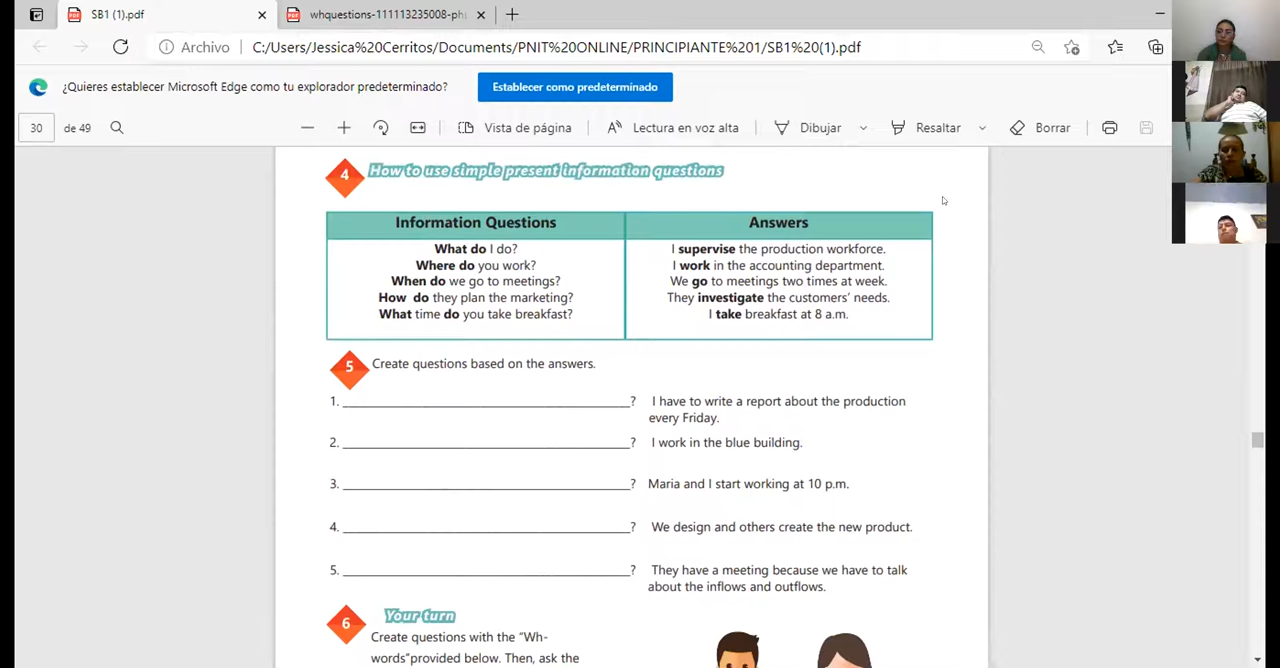 SB1 (1).pdf
whquestions-111113235008-ph
Archivo
C:/Users/Jessica%20Cerritos/Documents/PNIT%20ONLINE/PRINCIPIANTE%201/SB1%20(1).pdf
¿Quieres establecer Microsoft Edge como tu explorador predeterminado?
Establecer como predeterminado
30 de 49
Vista de página
Lectura en voz alta
Dibujar
Resaltar
Borrar
4 How to use simple present information questions
Information Questions Answers
What do I do? I supervise the production workforce.
Where do you work? I work in the accounting department.
When do we go to meetings? We go to meetings two times at week.
How do they plan the marketing? They investigate the customers' needs.
What time do you take breakfast? I take breakfast at 8 a.m.
5 Create questions based on the answers.
1. ______________________? I have to write a report about the production
every Friday.
2. ______________________? I work in the blue building.
3. ______________________? Maria and I start working at 10 p.m.
4. ______________________? We design and others create the new product.
5. ______________________? They have a meeting because we have to talk
about the inflows and outflows.
6 Your turn
Create questions with the "Wh-
words"provided below. Then, ask the